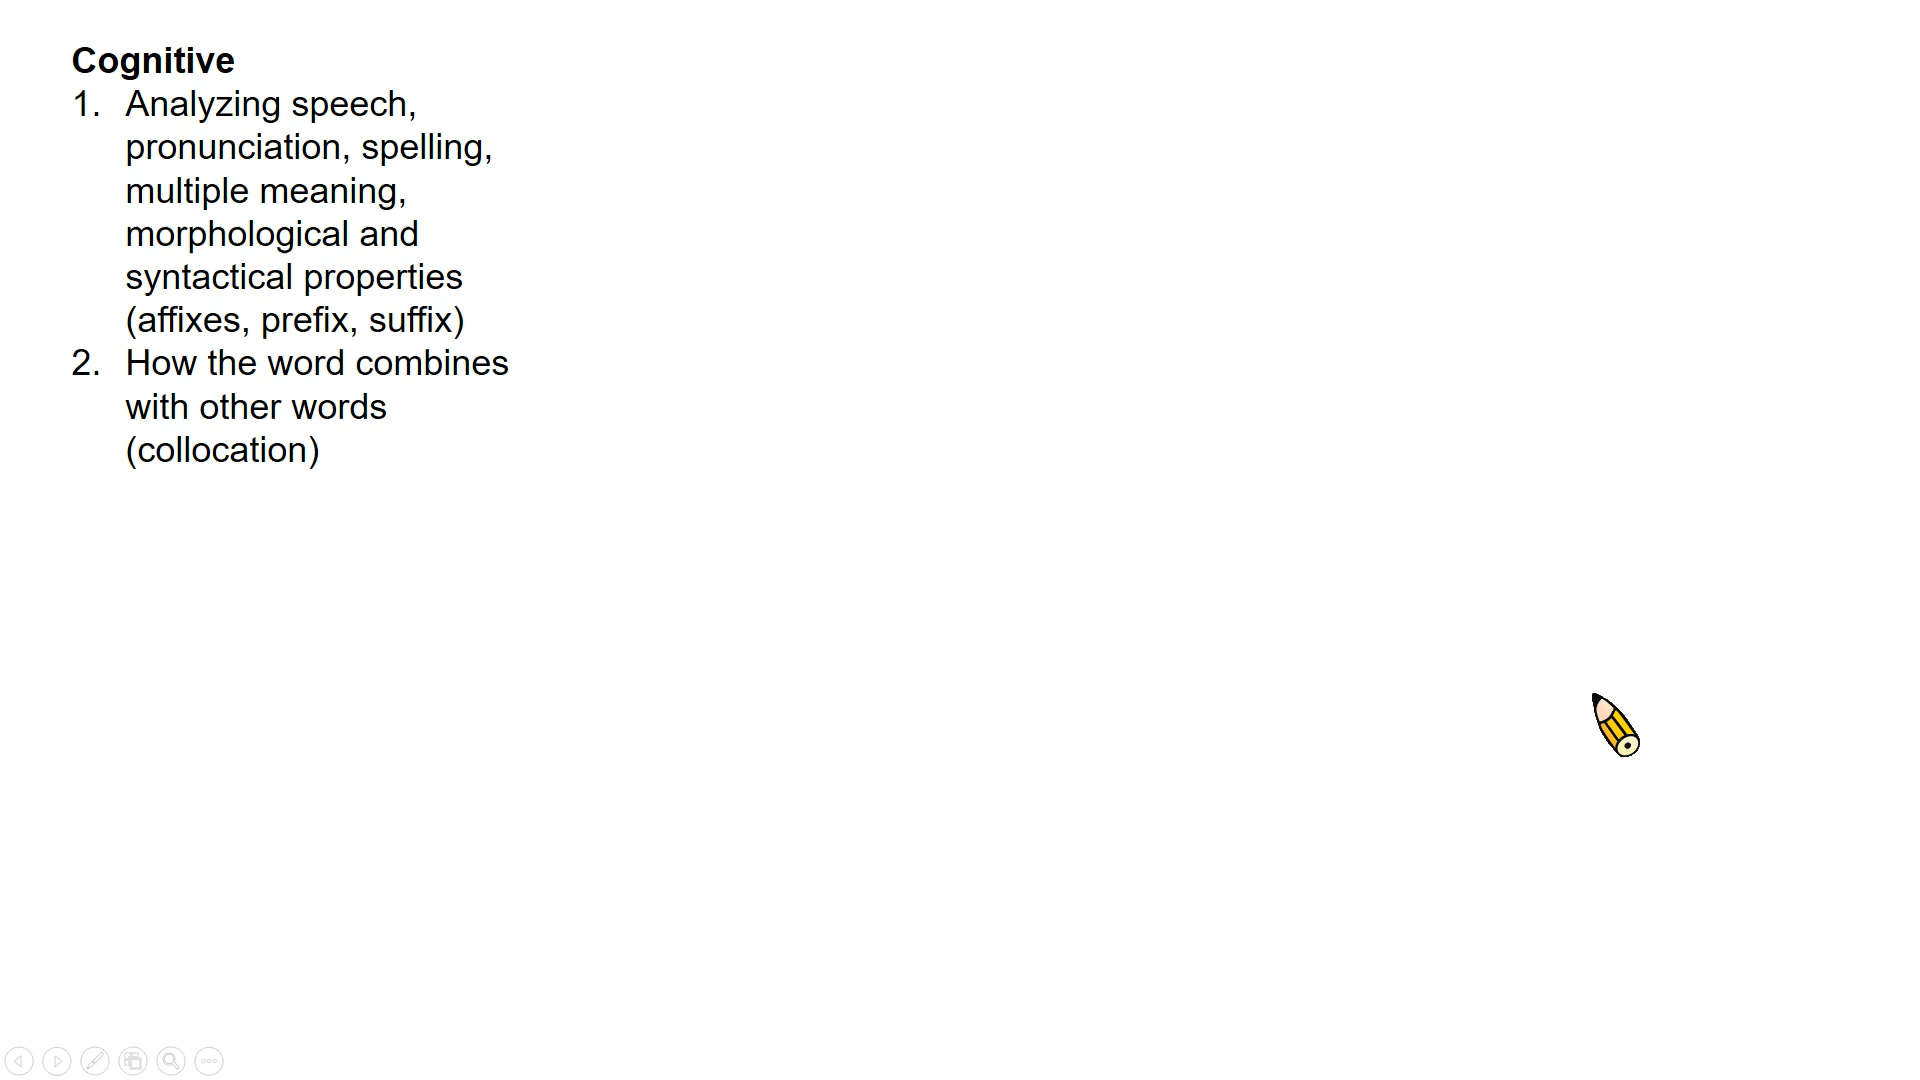 Cognitive
1. Analyzing speech,
pronunciation, spelling,
multiple meaning,
morphological and
syntactical properties
(affixes, prefix, suffix)
2. How the word combines
with other words
(collocation)